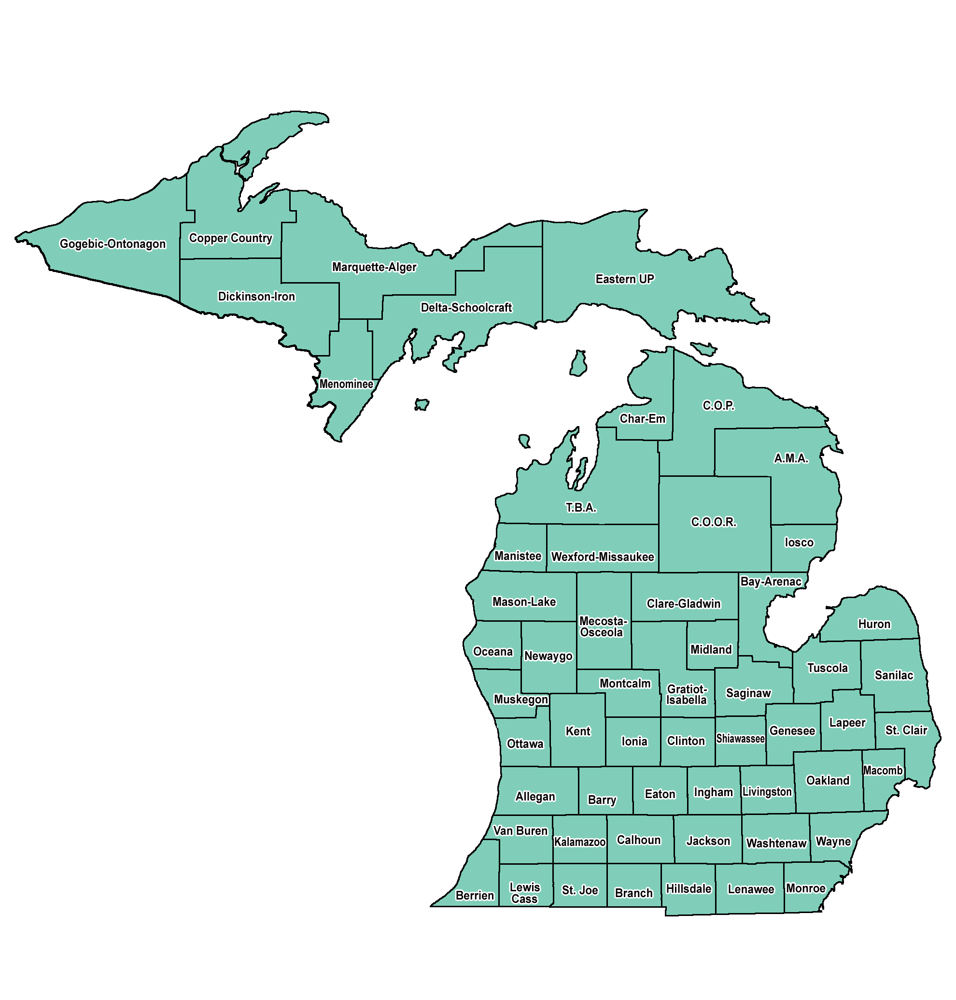 Copper Country
Gogebic-Ontonagon
Marquette-Alger
Eastern UP
Dickinson-Iron
Delta-Schoolcraft
Menominee
C.O.P.
Char-Em
A.M.A.
T.B.A.
C.O.O.R.
Iosco
Manistee
Wexford-Missaukee
Bay-Arenac
Mason-Lake
Clare-Gladwin
Mecosta-
Osceola
Huron
Oceana
Newaygo
Midland
Tuscola
Sanilac
Montcalm
Gratiot-
Isabella
Saginaw
Muskegon
Lapeer
Kent
Genesee
St. Clair
Ottawa
Ionia
Clinton
Shiawassee
Macomb
Oakland
Allegan
Barry
Eaton
Ingham
Livingston
Van Buren
Kalamazoo
Calhoun
Jackson
Washtenaw
Wayne
Berrien
Lewis
Cass
St. Joe
Branch
Hillsdale
Lenawee
Monroe